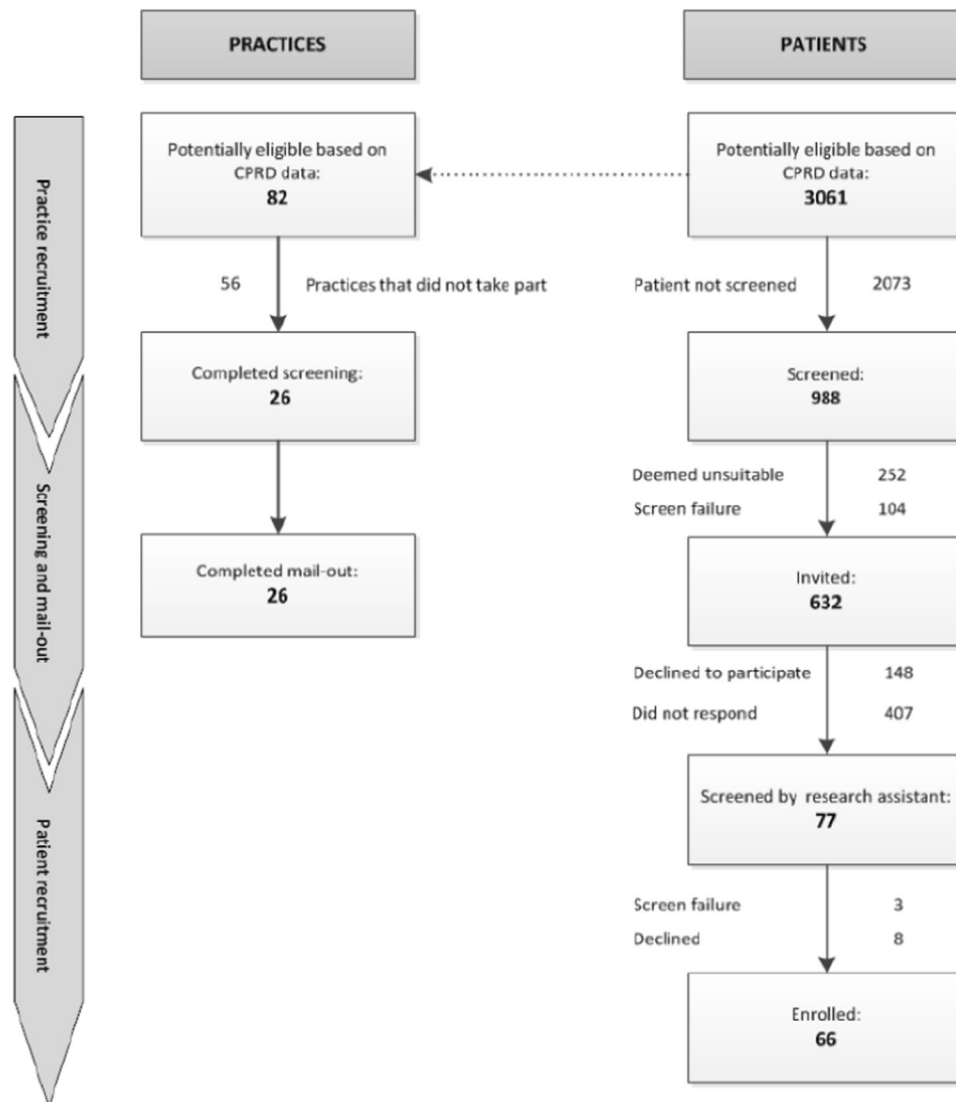 PRACTICES
PATIENTS
Practice recruitment
Screening and mail-out
Patient recruitment
Potentially eligible based on
CPRD data:
82
56
Practices that did not take part
Completed screening:
26
Completed mail-out:
26
Potentially eligible based on
CPRD data:
3061
Patient not screened
2073
Screened:
988
Deemed unsuitable
252
Screen failure
104
Invited:
632
Declined to participate
148
Did not respond
407
Screened by research assistant:
77
Screen failure
3
Declined
8
Enrolled:
66